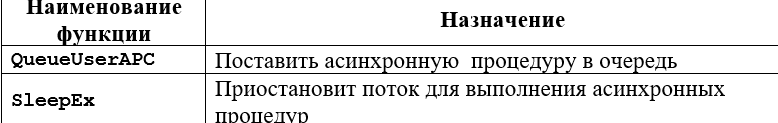 Наименование
функции
Назначение
QueueUserAPC
Поставить асинхронную процедуру в очередь
SleepEx
Приостановит поток для выполнения асинхронных
процедур